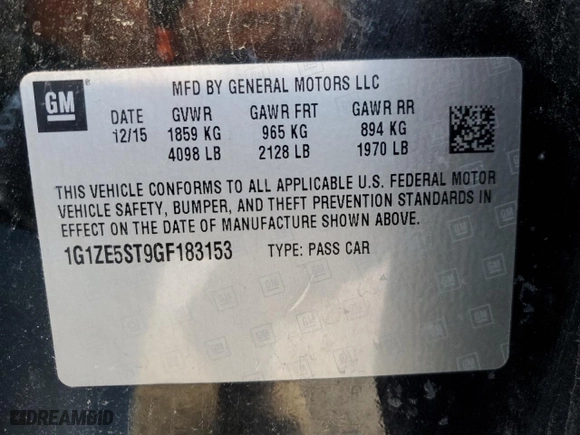 GM
MFD BY GENERAL MOTORS LLC
DATE GVWR GAWR FRT GAWR RR
12/15 1859 KG 965 KG 894 KG
4098 LB 2128 LB 1970 LB
THIS VEHICLE CONFORMS TO ALL APPLICABLE U.S. FEDERAL MOTOR
VEHICLE SAFETY, BUMPER, AND THEFT PREVENTION STANDARDS IN
EFFECT ON THE DATE OF MANUFACTURE SHOWN ABOVE.
1G1ZE5ST9GF183153 TYPE: PASS CAR
DREAMBID